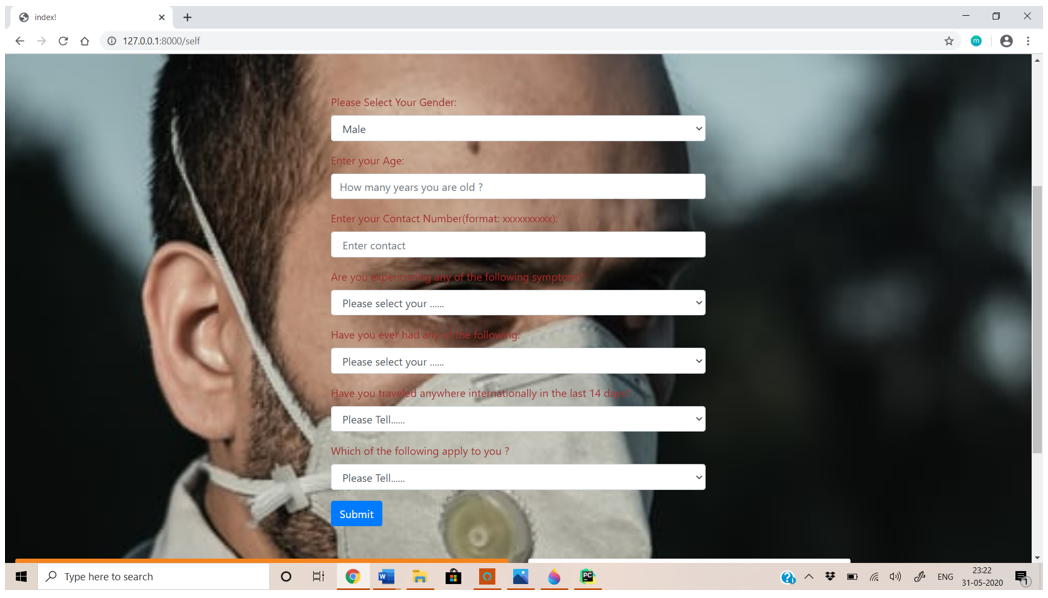 index!
127.0.0.1:8000/self
Please Select Your Gender:
Male
Enter your Age:
How many years you are old ?
Enter your Contact Number(format: xxxxxxxxxx):
Enter contact
Are you experiencing any of the following symptoms
Please select your ......
Have you ever had any of the following:
Please select your ......
Have you traveled anywhere internationally in the last 14 days
Please Tell......
Which of the following apply to you ?
Please Tell......
Submit
Type here to search
ENG
23:22
31-05-2020